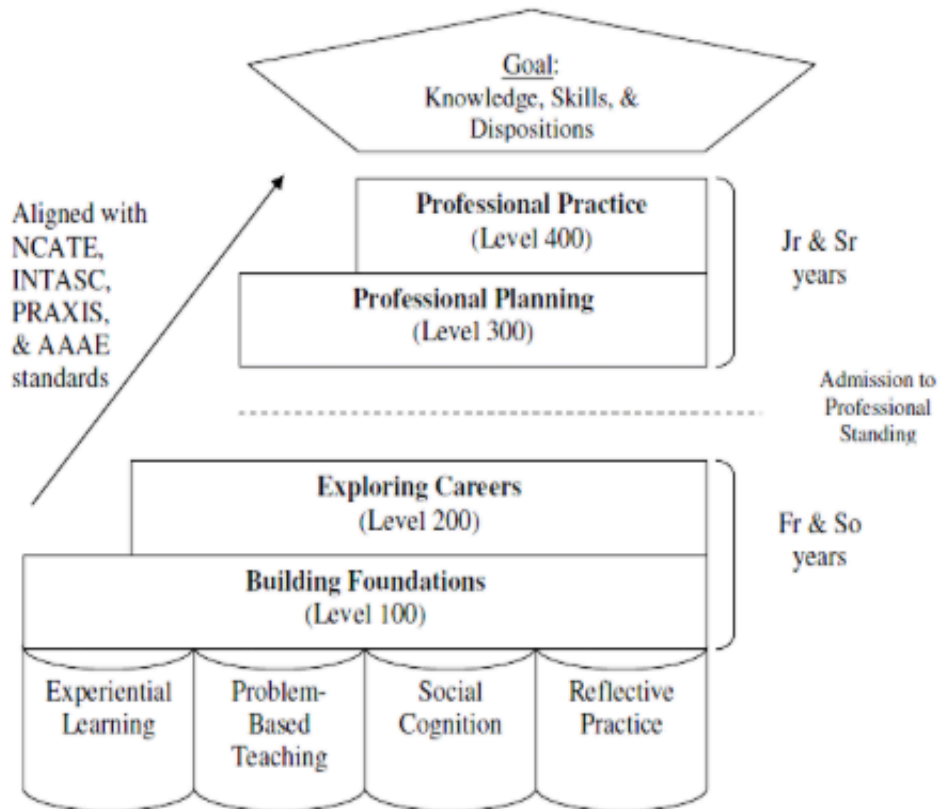 Goal:
Knowledge, Skills, &
Dispositions
Aligned with
NCATE,
INTASC,
PRAXIS,
& AAAE
standards
Professional Practice
(Level 400)
Professional Planning
(Level 300)
Jr & Sr
years
Admission to
Professional
Standing
Exploring Careers
(Level 200)
Building Foundations
(Level 100)
Fr & So
years
Experiential
Learning
Problem-
Based
Teaching
Social
Cognition
Reflective
Practice